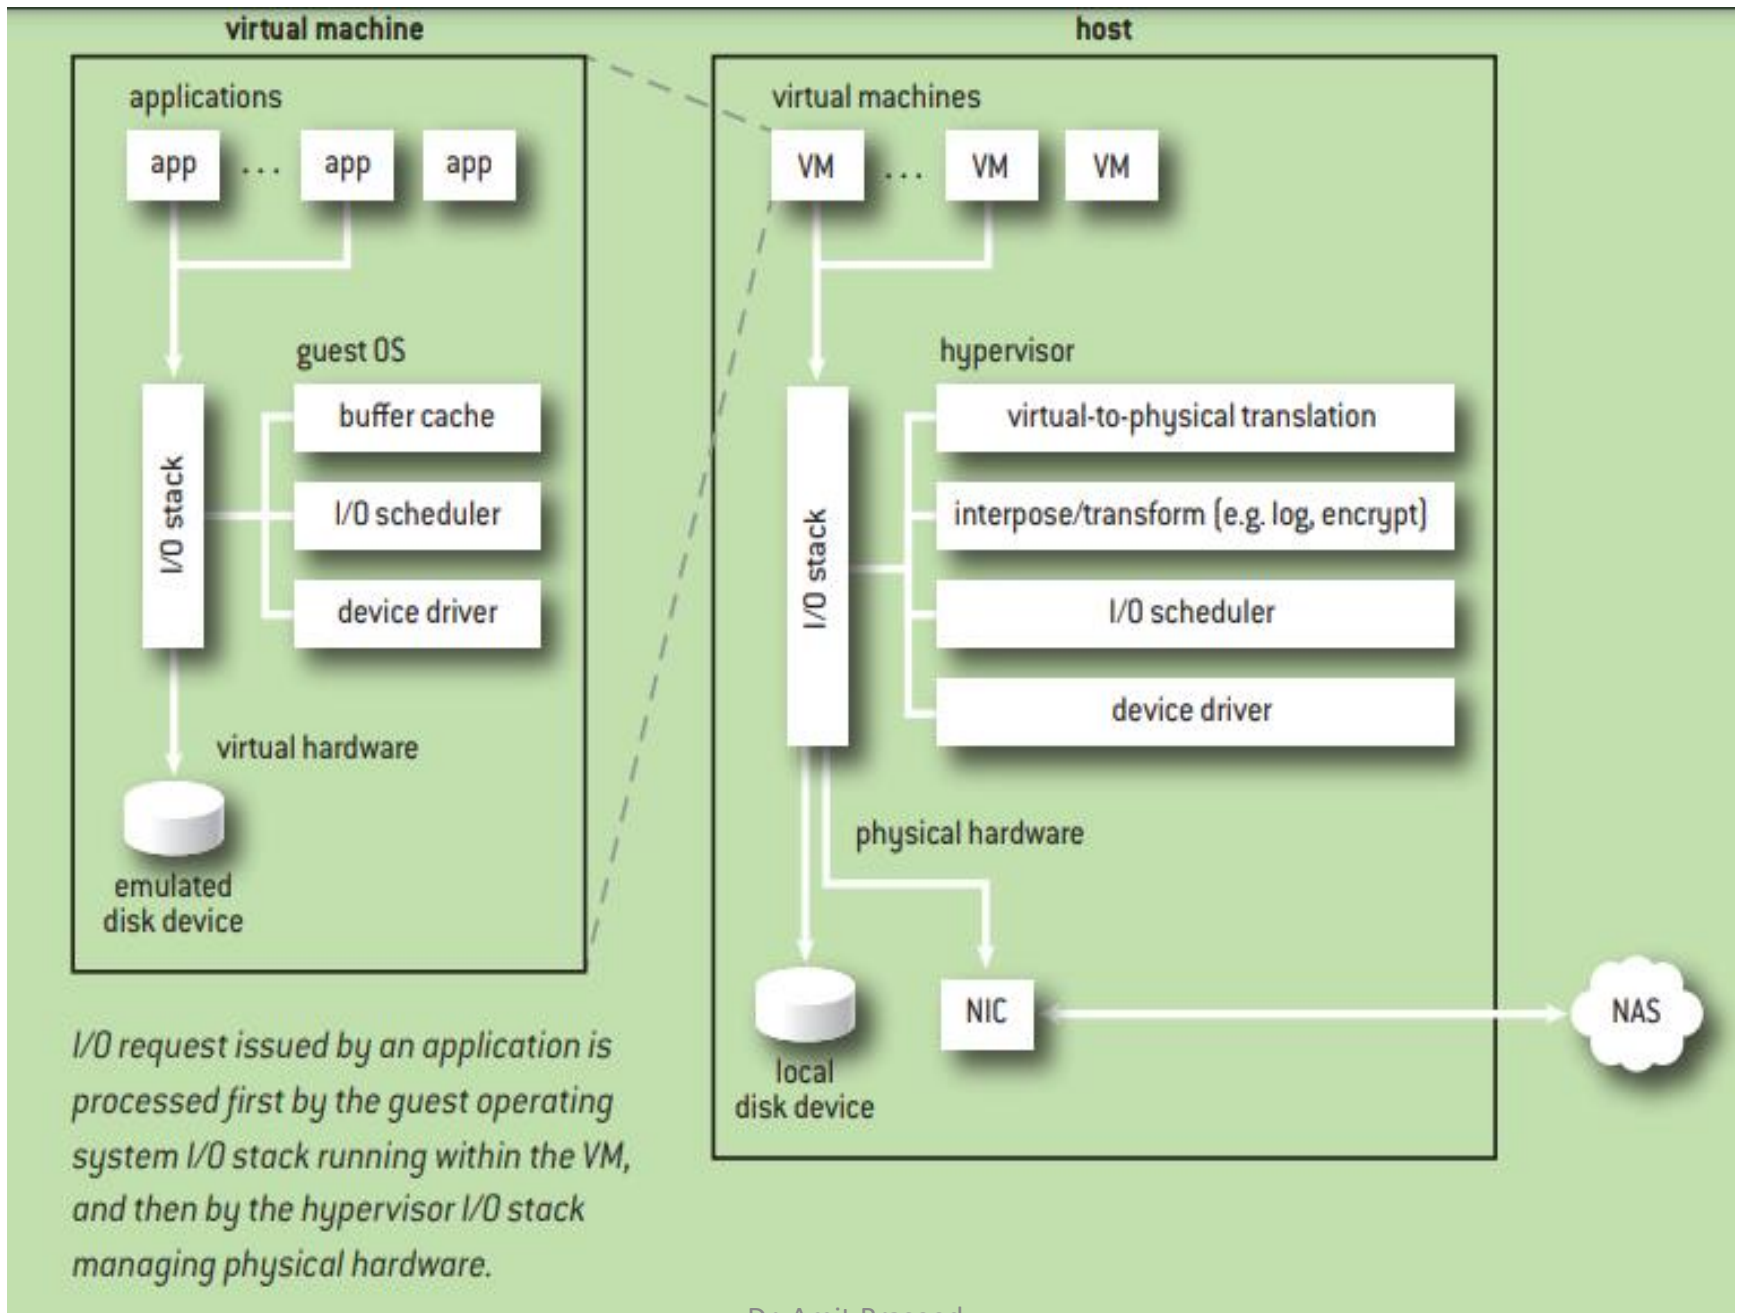 virtual machine
applications
app ... app app
guest OS
I/O stack
buffer cache
I/O scheduler
device driver
virtual hardware
emulated
disk device
host
virtual machines
VM ... VM VM
hypervisor
I/O stack
virtual-to-physical translation
interpose/transform (e.g. log, encrypt)
I/O scheduler
device driver
physical hardware
local
disk device
NIC
NAS
I/O request issued by an application is
processed first by the guest operating
system I/O stack running within the VM,
and then by the hypervisor I/O stack
managing physical hardware.